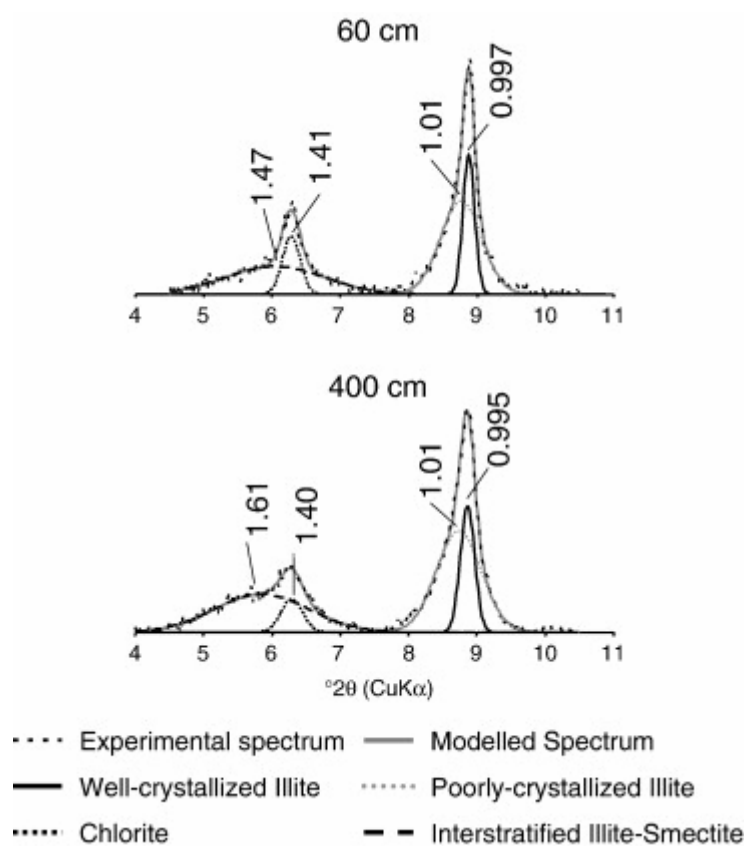 60 cm
1.47
1.41
1.01
0.997
4 5 6 7 8 9 10 11
400 cm
1.61
1.40
1.01
0.995
4 5 6 7 8 9 10 11
°2θ (CuKα)
Experimental spectrum
Modelled Spectrum
Well-crystallized Illite
Poorly-crystallized Illite
Chlorite
Interstratified Illite-Smectite